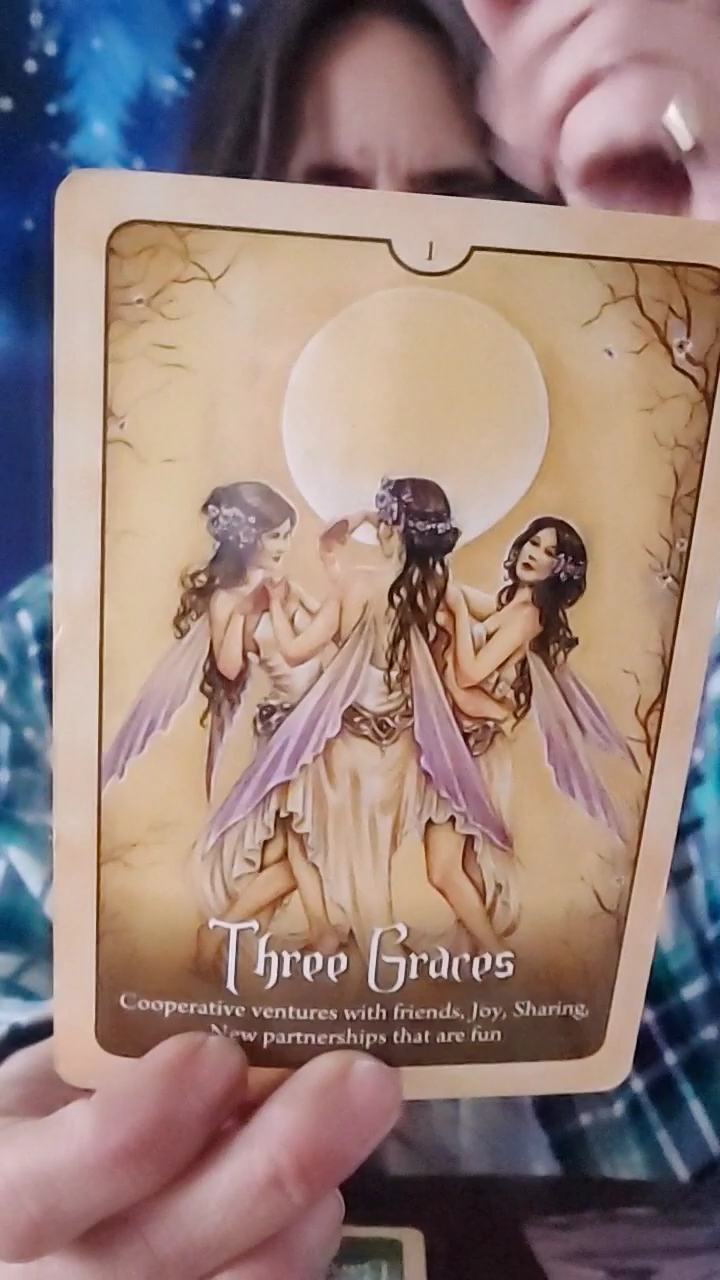 1
Three Graces
Cooperative ventures with friends, Joy, Sharing,
New partnerships that are fun